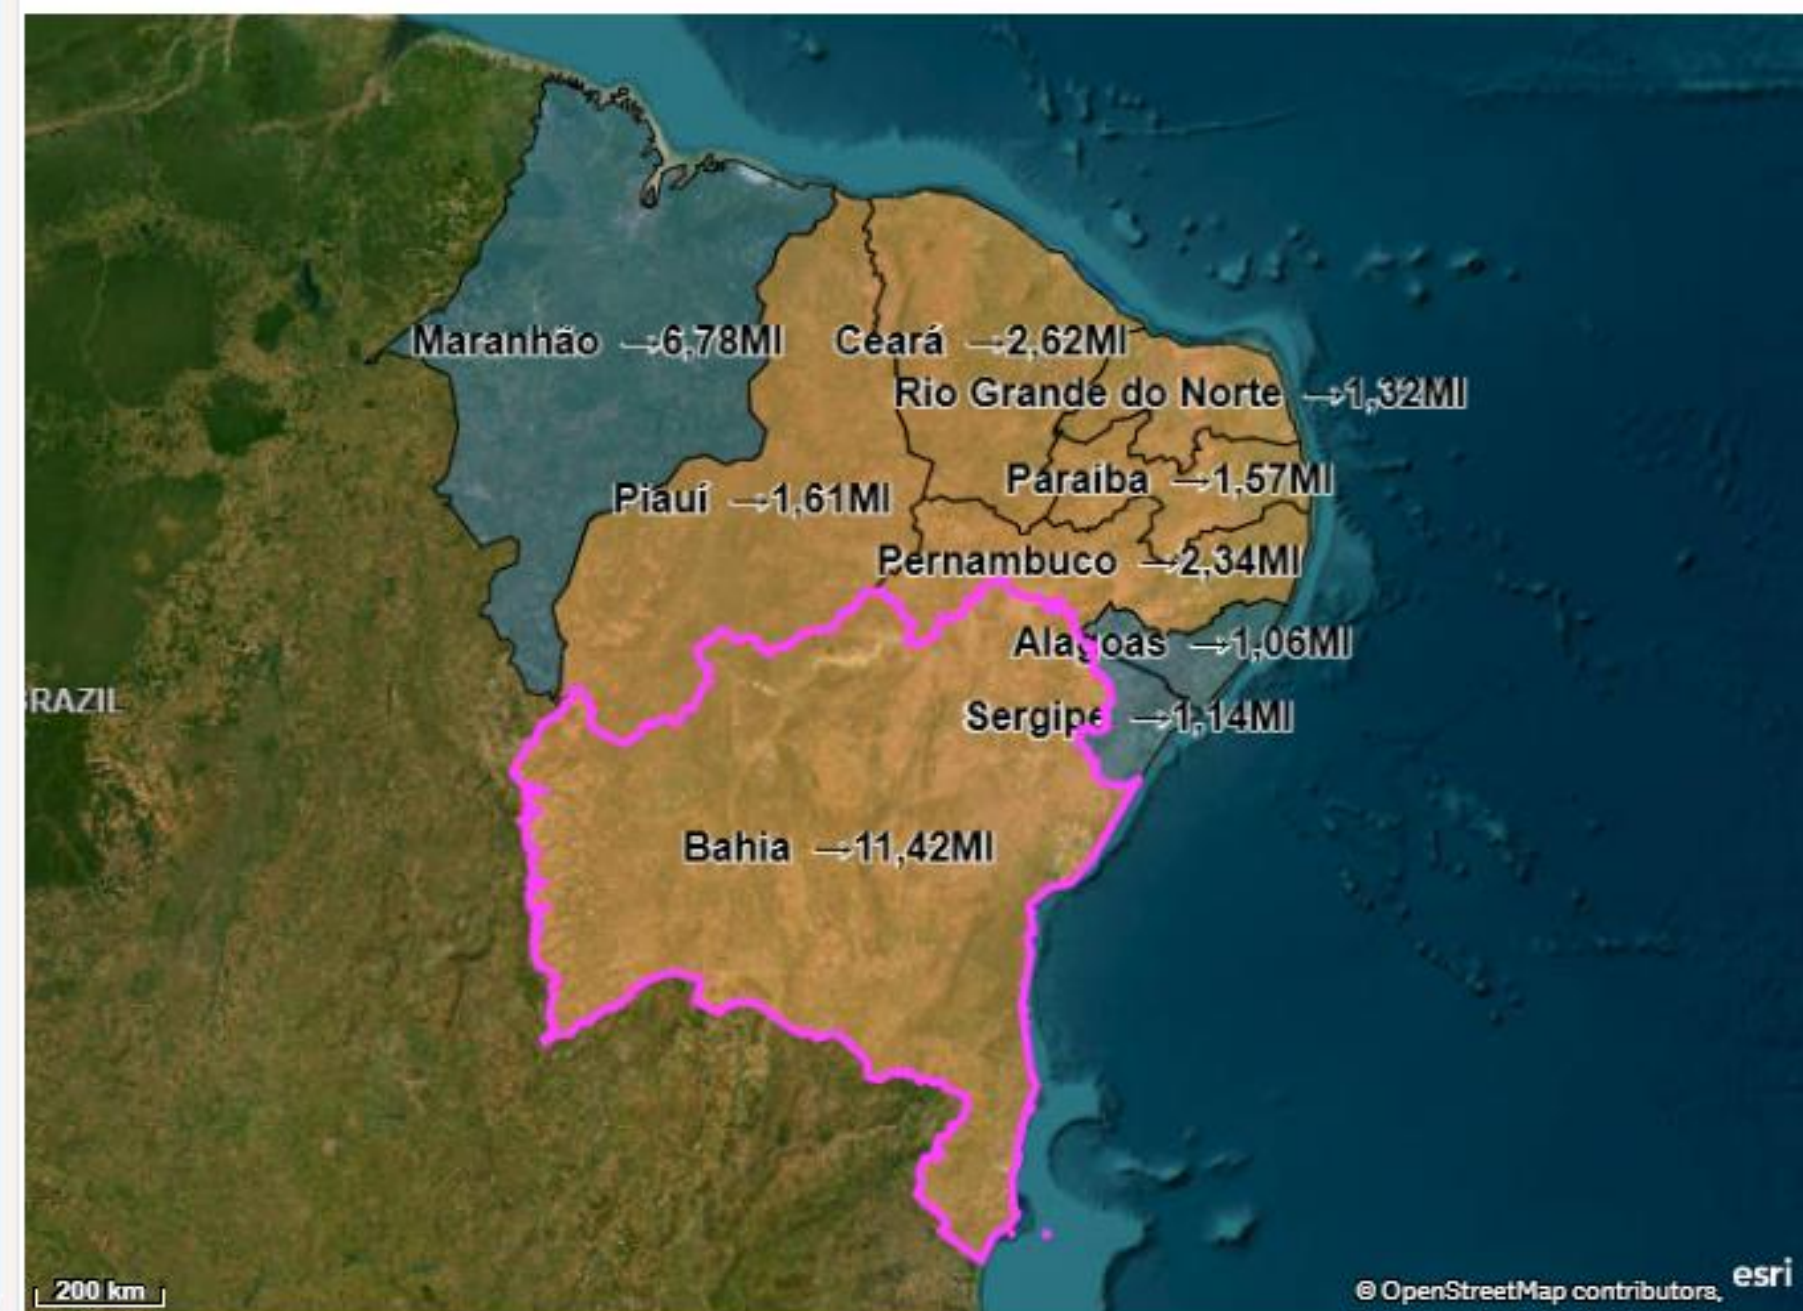 Maranhão →6,78MI
Ceará →2,62MI
Rio Grande do Norte →1,32MI
Paraíba →1,57MI
Piauí →1,61MI
Pernambuco →2,34MI
Alagoas →1,06MI
RAZIL
Sergipe →1,14MI
Bahia →11,42MI
200 km
© OpenStreetMap contributors,
esri